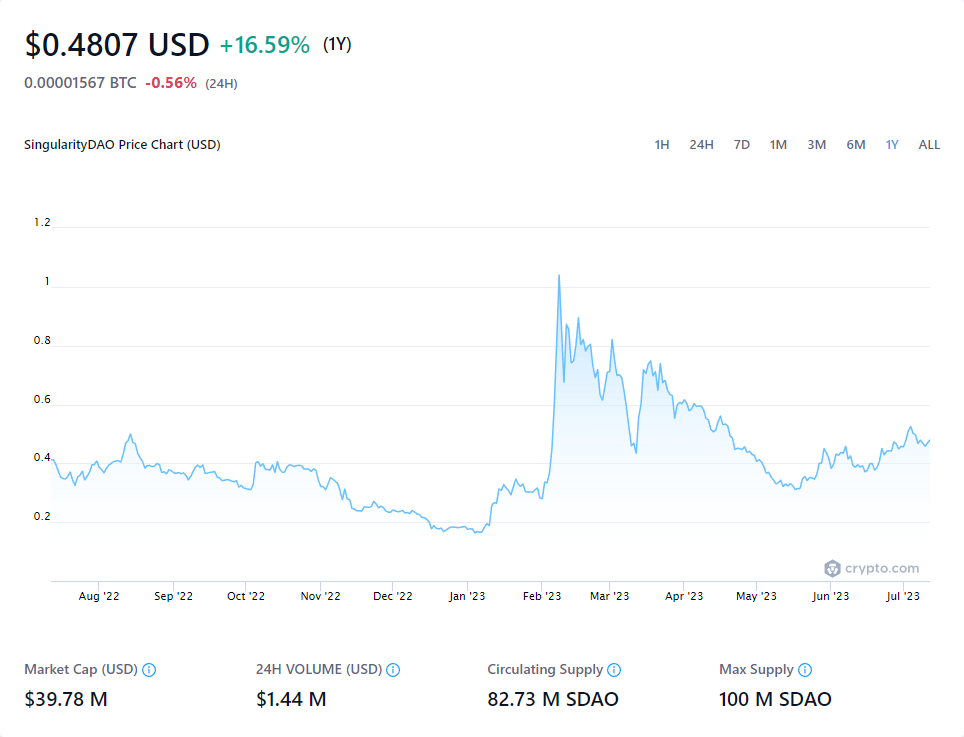 $0.4807 USD +16.59% (1Y)
0.00001567 BTC -0.56% (24H)
SingularityDAO Price Chart (USD) 1H 24H 7D 1M 3M 6M 1Y ALL
1.2
1
0.8
0.6
0.4
0.2
crypto.com
Aug '22 Sep '22 Oct '22 Nov '22 Dec '22 Jan '23 Feb '23 Mar '23 Apr '23 May '23 Jun '23 Jul '23
Market Cap (USD) 24H VOLUME (USD) Circulating Supply Max Supply
$39.78 M $1.44 M 82.73 M SDAO 100 M SDAO